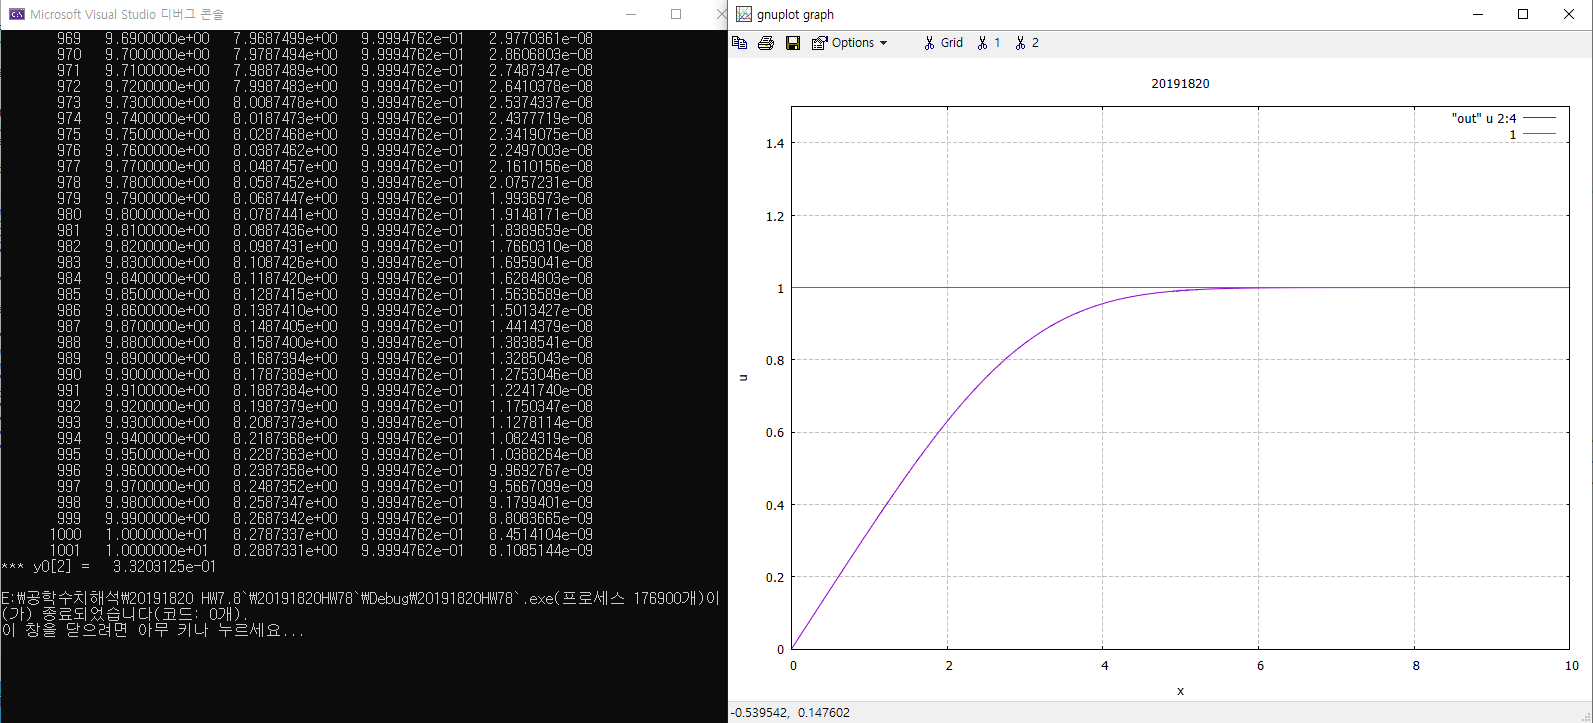 Microsoft Visual Studio 디버그 콘솔
969 9.6900000e+00 7.9687499e+00 9.9994762e-01 2.9770361e-08
970 9.7000000e+00 7.9787494e+00 9.9994762e-01 2.8606803e-08
971 9.7100000e+00 7.9887489e+00 9.9994762e-01 2.7487347e-08
972 9.7200000e+00 7.9987483e+00 9.9994762e-01 2.6410378e-08
973 9.7300000e+00 8.0087478e+00 9.9994762e-01 2.5374337e-08
974 9.7400000e+00 8.0187473e+00 9.9994762e-01 2.4377719e-08
975 9.7500000e+00 8.0287468e+00 9.9994762e-01 2.3419075e-08
976 9.7600000e+00 8.0387462e+00 9.9994762e-01 2.2497003e-08
977 9.7700000e+00 8.0487457e+00 9.9994762e-01 2.1610156e-08
978 9.7800000e+00 8.0587452e+00 9.9994762e-01 2.0757231e-08
979 9.7900000e+00 8.0687447e+00 9.9994762e-01 1.9936973e-08
980 9.8000000e+00 8.0787441e+00 9.9994762e-01 1.9148171e-08
981 9.8100000e+00 8.0887436e+00 9.9994762e-01 1.8389659e-08
982 9.8200000e+00 8.0987431e+00 9.9994762e-01 1.7660310e-08
983 9.8300000e+00 8.1087426e+00 9.9994762e-01 1.6959041e-08
984 9.8400000e+00 8.1187420e+00 9.9994762e-01 1.6284803e-08
985 9.8500000e+00 8.1287415e+00 9.9994762e-01 1.5636589e-08
986 9.8600000e+00 8.1387410e+00 9.9994762e-01 1.5013427e-08
987 9.8700000e+00 8.1487405e+00 9.9994762e-01 1.4414379e-08
988 9.8800000e+00 8.1587400e+00 9.9994762e-01 1.3838541e-08
989 9.8900000e+00 8.1687394e+00 9.9994762e-01 1.3285043e-08
990 9.9000000e+00 8.1787389e+00 9.9994762e-01 1.2753046e-08
991 9.9100000e+00 8.1887384e+00 9.9994762e-01 1.2241740e-08
992 9.9200000e+00 8.1987379e+00 9.9994762e-01 1.1750347e-08
993 9.9300000e+00 8.2087373e+00 9.9994762e-01 1.1278114e-08
994 9.9400000e+00 8.2187368e+00 9.9994762e-01 1.0824319e-08
995 9.9500000e+00 8.2287363e+00 9.9994762e-01 1.0388264e-08
996 9.9600000e+00 8.2387358e+00 9.9994762e-01 9.9692767e-09
997 9.9700000e+00 8.2487352e+00 9.9994762e-01 9.5667099e-09
998 9.9800000e+00 8.2587347e+00 9.9994762e-01 9.1799401e-09
999 9.9900000e+00 8.2687342e+00 9.9994762e-01 8.8083665e-09
1000 1.0000000e+01 8.2787337e+00 9.9994762e-01 8.4514104e-09
1001 1.0000000e+01 8.2887331e+00 9.9994762e-01 8.1085144e-09
*** y0[2] = 3.3203125e-01
E:₩공학수치해석₩20191820 HW7.8`₩20191820HW78`₩Debug₩20191820HW78`.exe(프로세스 176900개)이
(가) 종료되었습니다(코드: 0개).
이 창을 닫으려면 아무 키나 누르세요...
gnuplot graph
Options Grid 1 2
20191820
"out" u 2:4
1
1.4
1.2
1
0.8
u
0.6
0.4
0.2
0
0 2 4 6 8 10
x
-0.539542, 0.147602